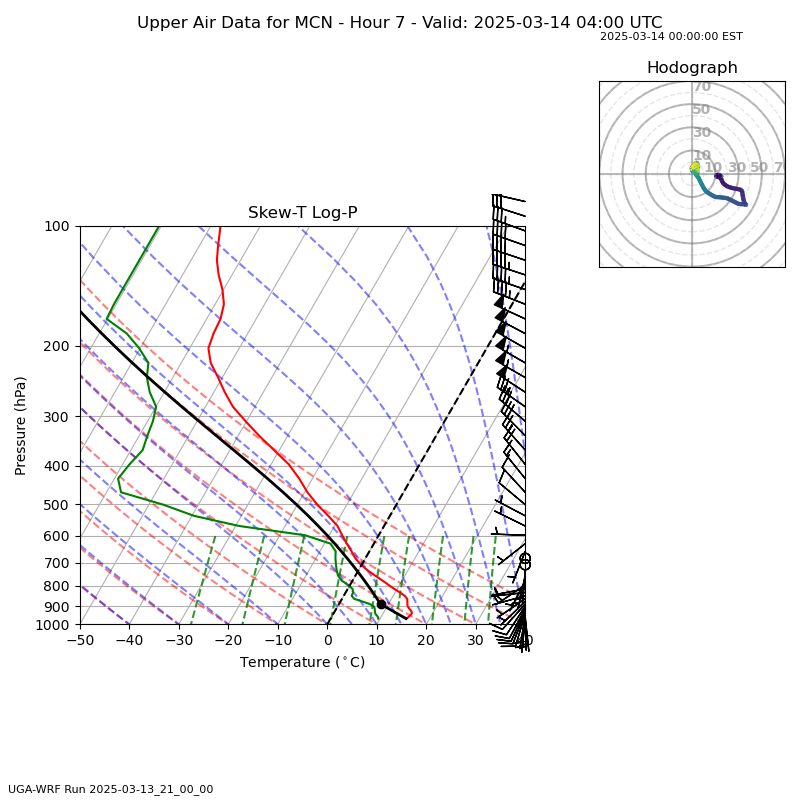 Upper Air Data for MCN - Hour 7 - Valid: 2025-03-14 04:00 UTC
2025-03-14 00:00:00 EST
Hodograph
70
50
30
10
10 30 50 7
Skew-T Log-P
100
200
300
400
500
600
700
800
900
1000
Pressure (hPa)
−50 −40 −30 −20 −10 0 10 20 30 40
Temperature (°C)
UGA-WRF Run 2025-03-13_21_00_00